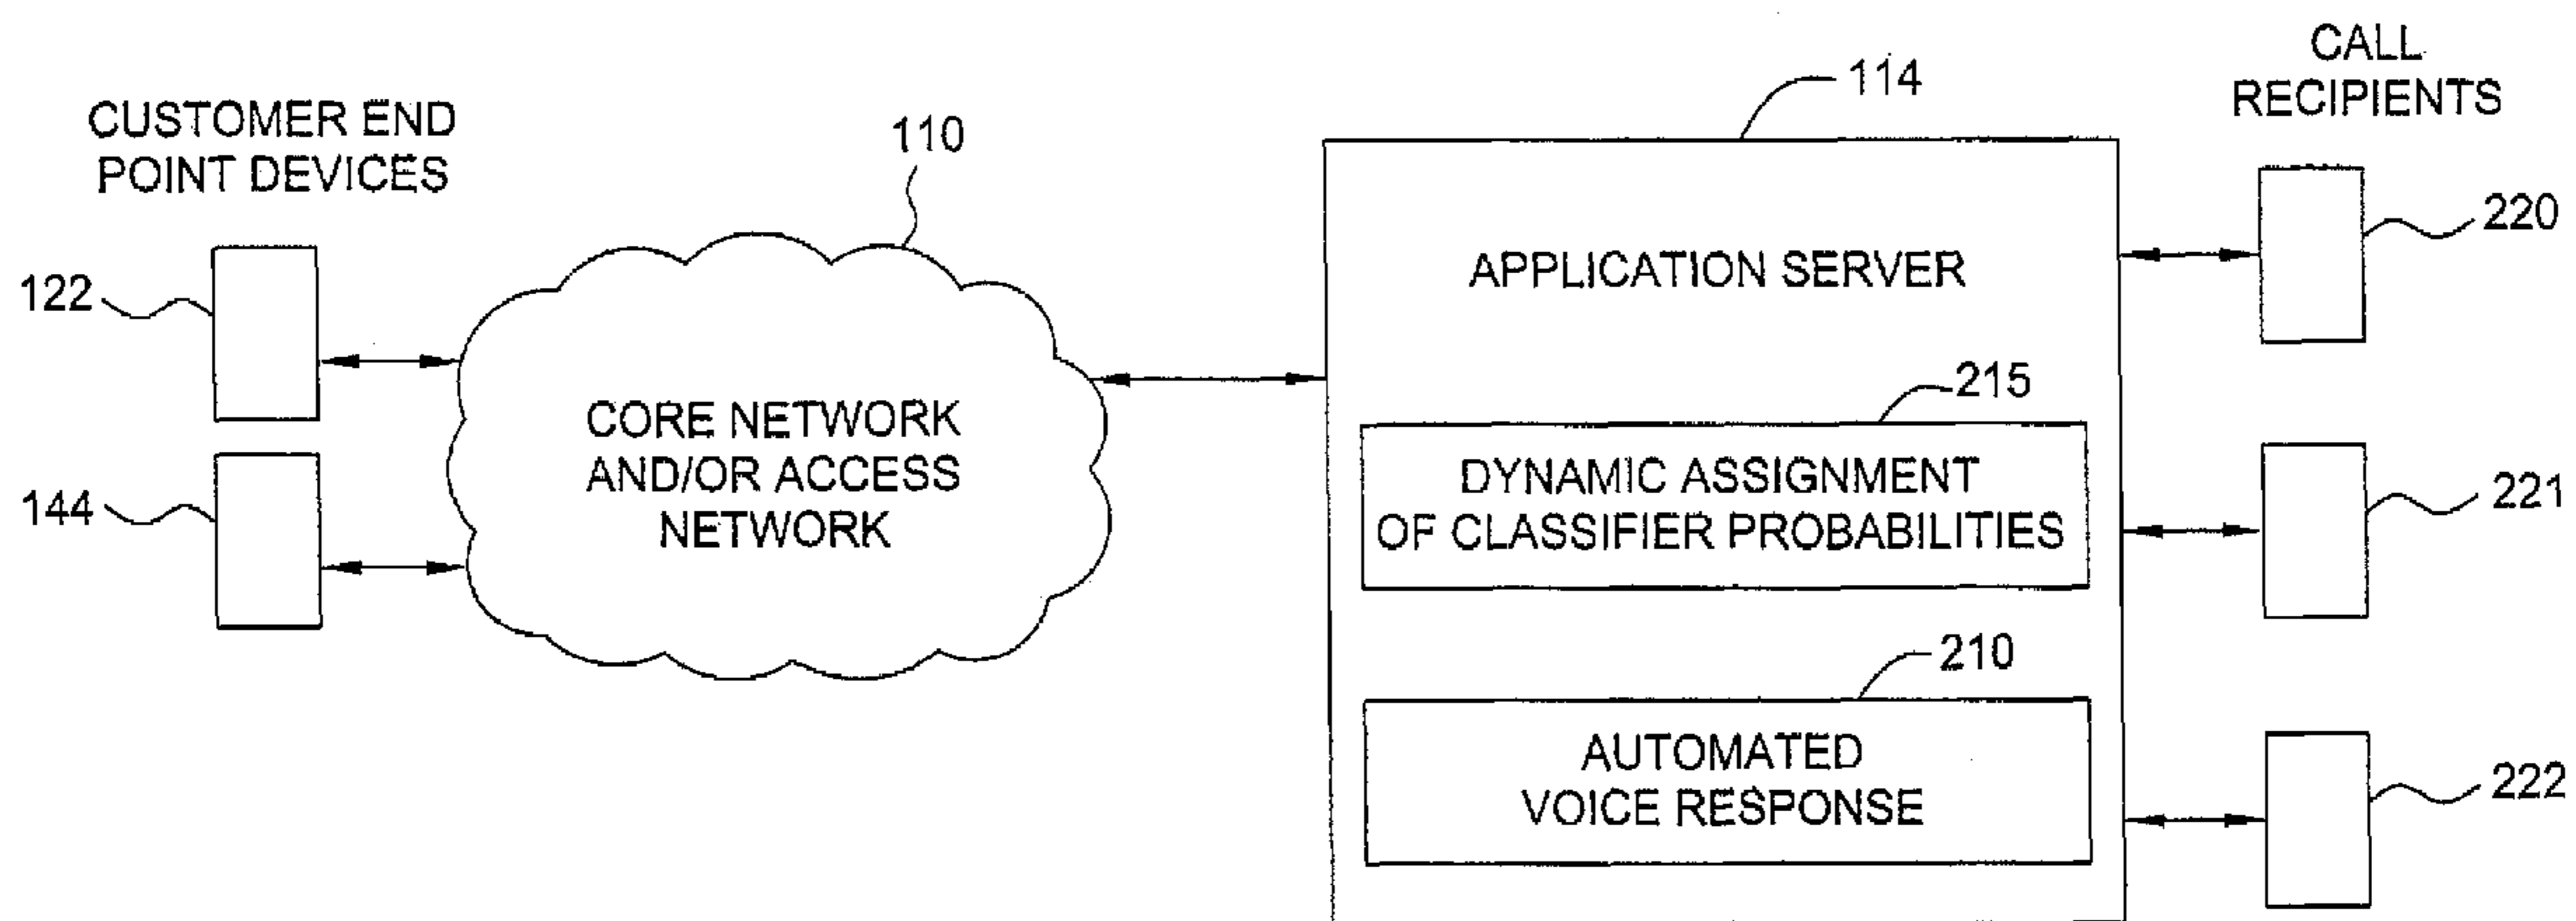 CUSTOMER END
POINT DEVICES
122
144
110
CORE NETWORK
AND/OR ACCESS
NETWORK
114
APPLICATION SERVER
215
DYNAMIC ASSIGNMENT
OF CLASSIFIER PROBABILITIES
210
AUTOMATED
VOICE RESPONSE
CALL
RECIPIENTS
220
221
222